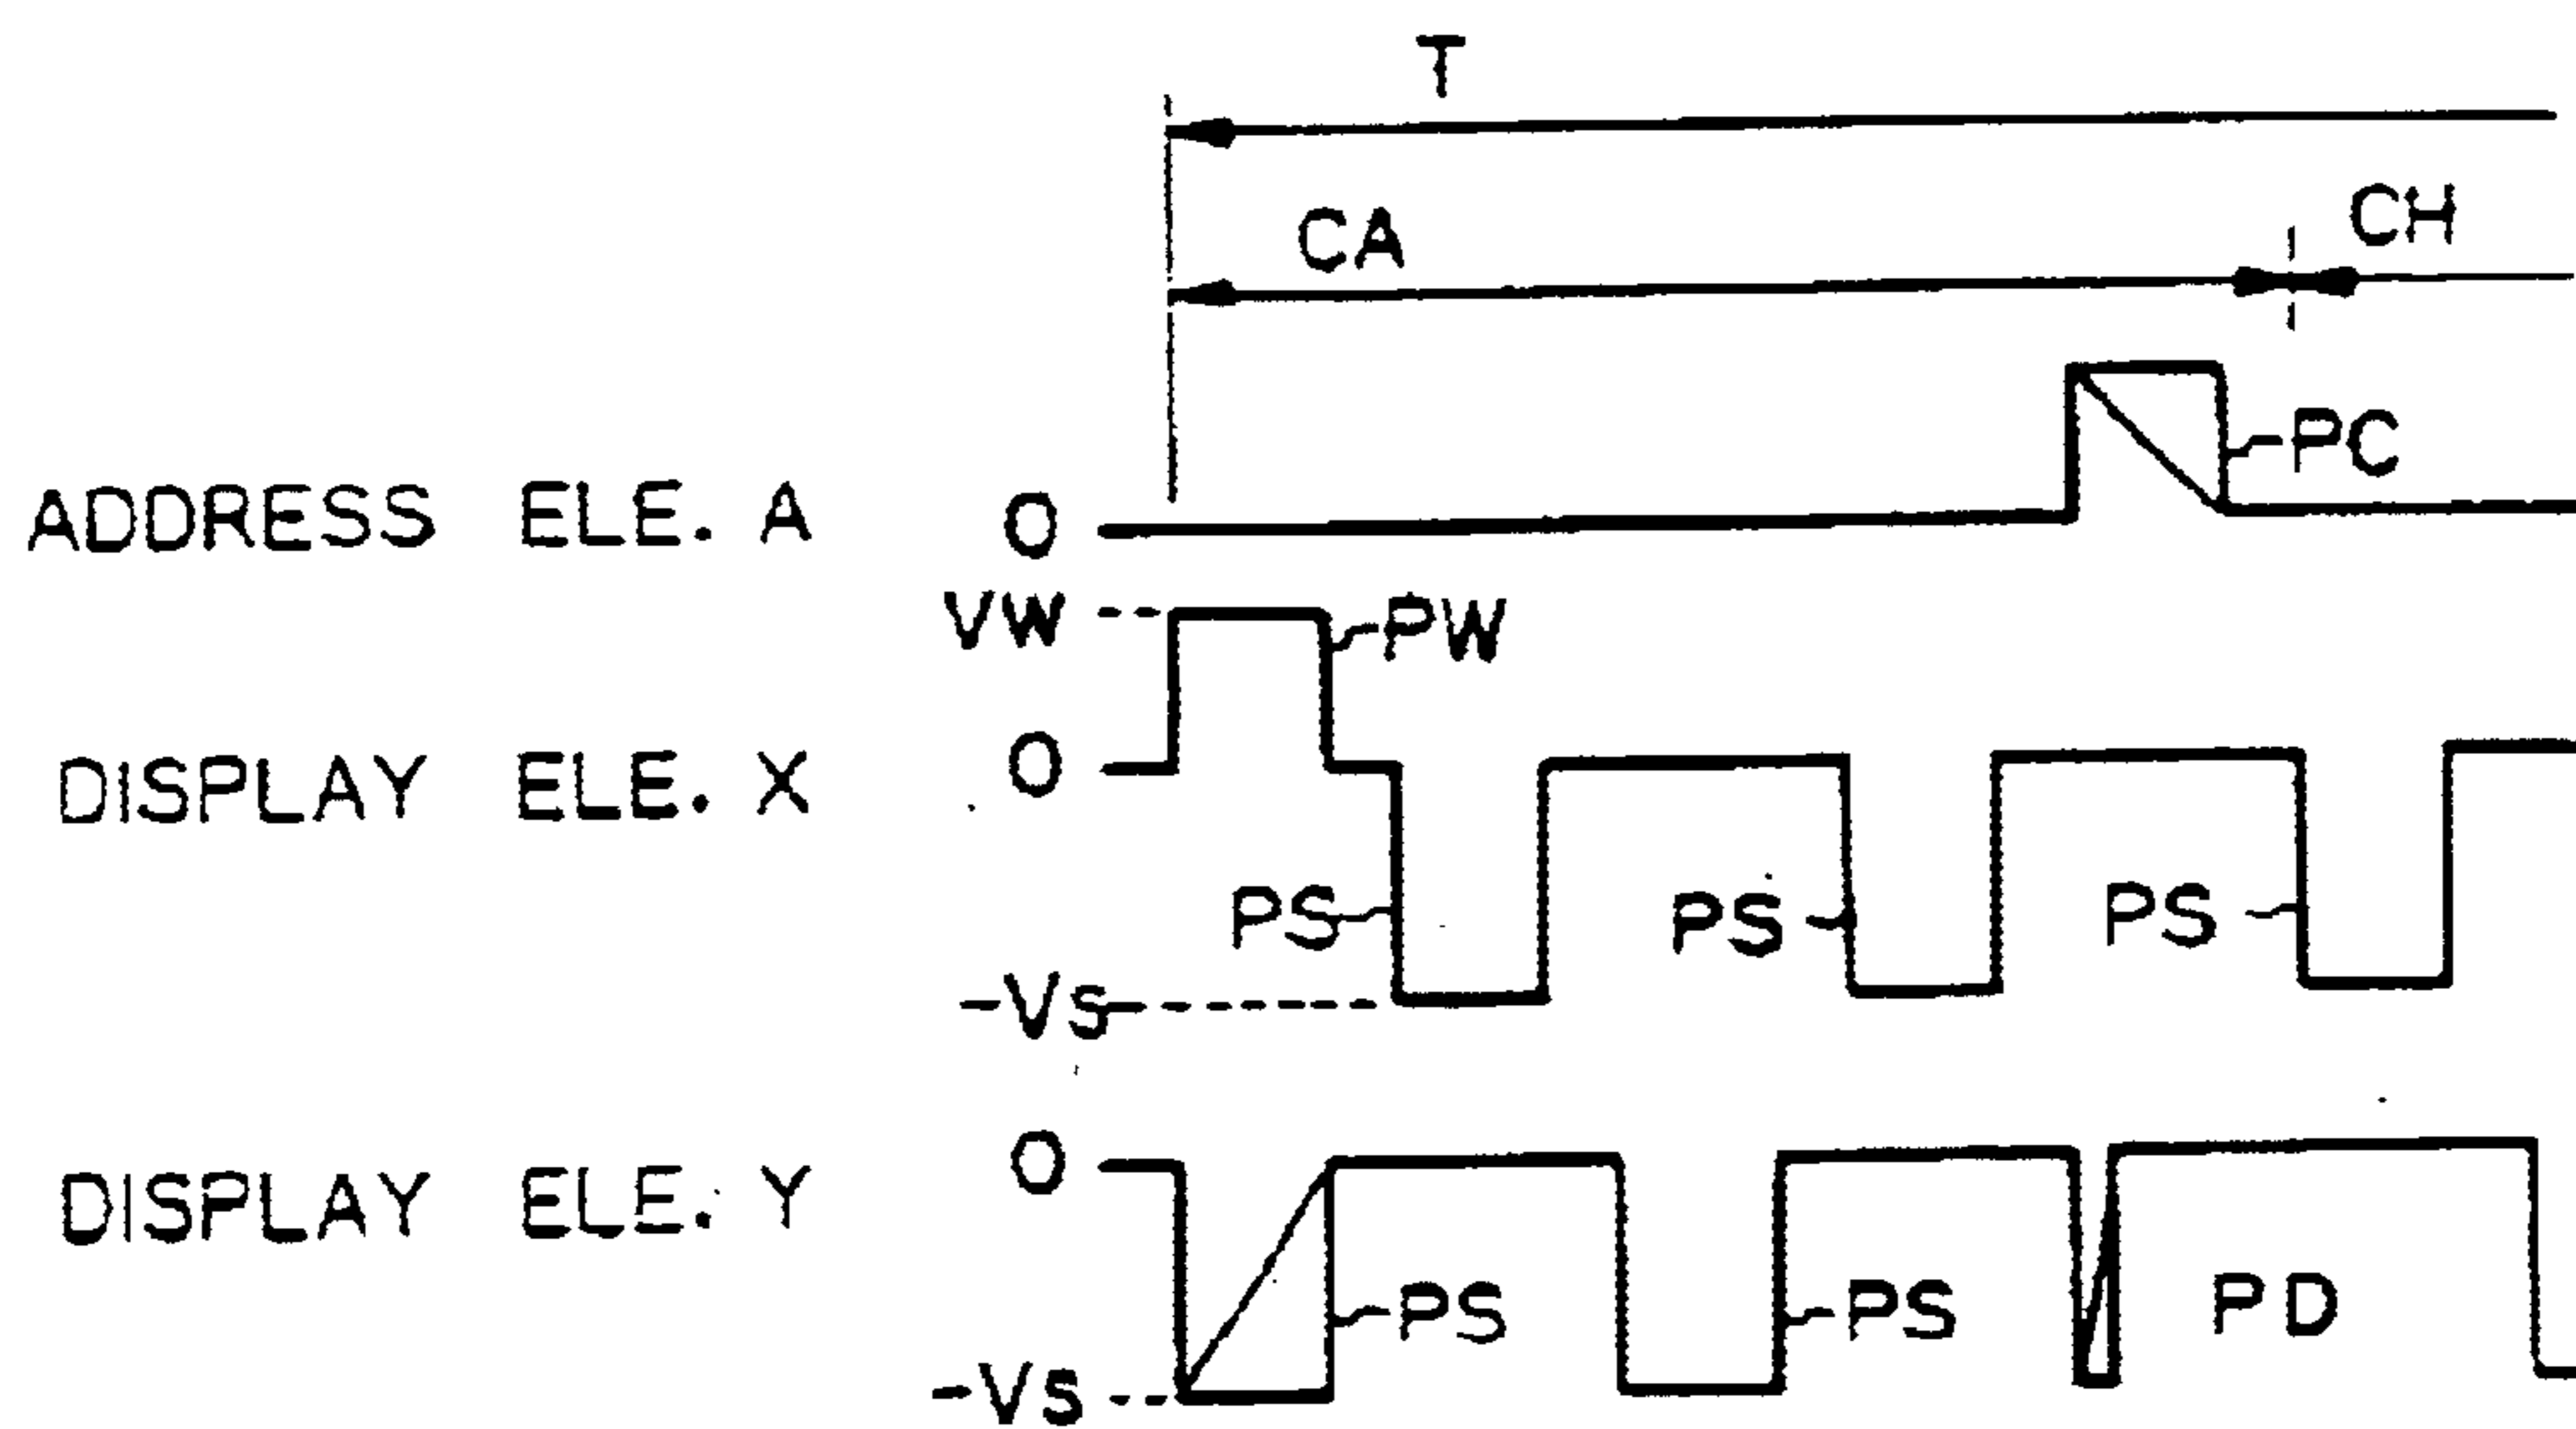 T
CA CH
PC
ADDRESS ELE. A 0
VW PW
DISPLAY ELE. X 0
PS PS PS
-Vs
DISPLAY ELE. Y 0
PS PS PD
-Vs